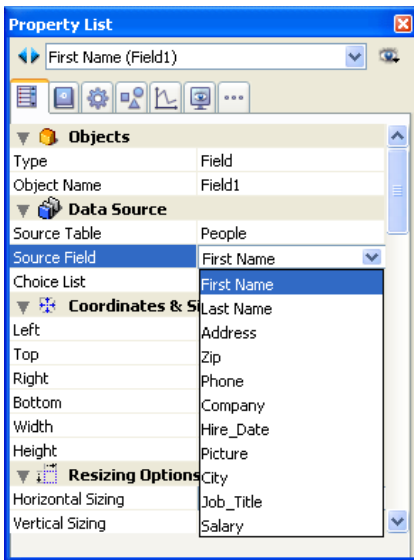 Property List
First Name (Field1)
Objects
Type Field
Object Name Field1
Data Source
Source Table People
Source Field First Name
Choice List First Name
Coordinates & Si Last Name
Left Address
Top Zip
Right Phone
Bottom Company
Width Hire_Date
Height Picture
Resizing Options City
Horizontal Sizing Job_Title
Vertical Sizing Salary